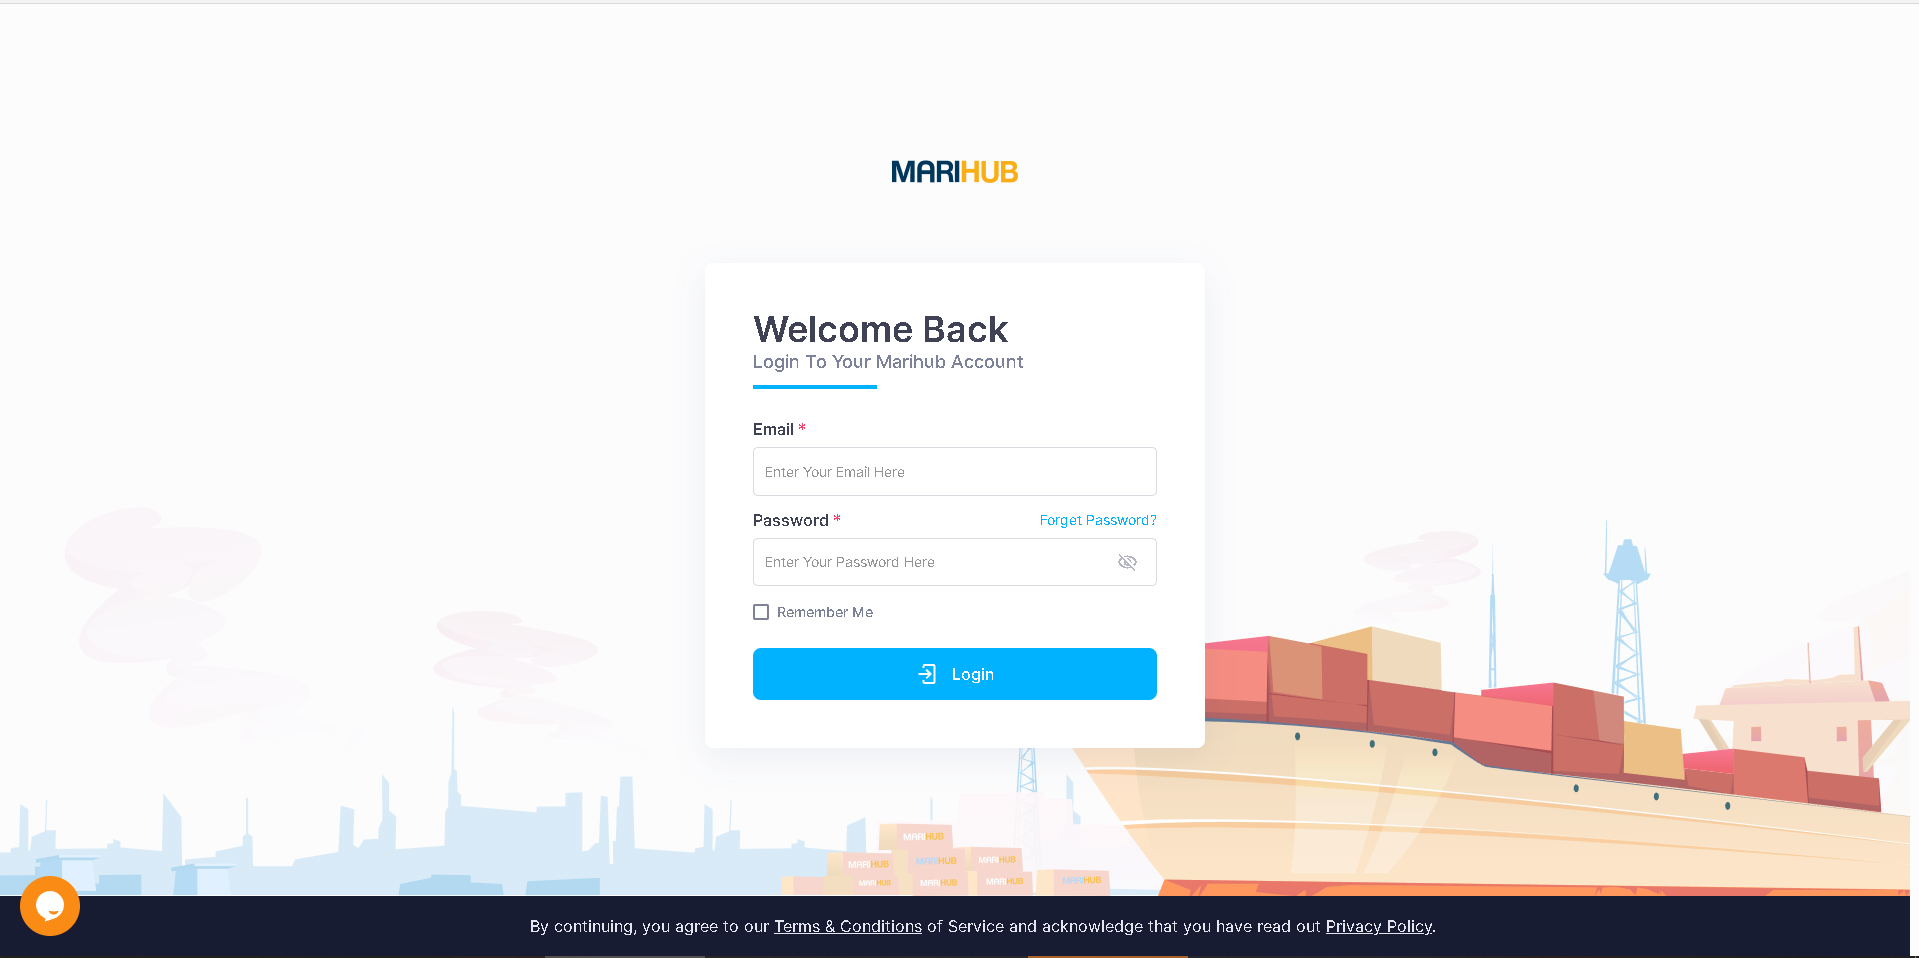 MARIHUB
Welcome Back
Login To Your Marihub Account
Email *
Enter Your Email Here
Password *
Forget Password?
Enter Your Password Here
Remember Me
Login
MARIHUB
MARIHUB
MARIHUB
MARIHUB
MARIHUB
MARIHUB
MARIHUB
MARIHUB
By continuing, you agree to our Terms & Conditions of Service and acknowledge that you have read out Privacy Policy.